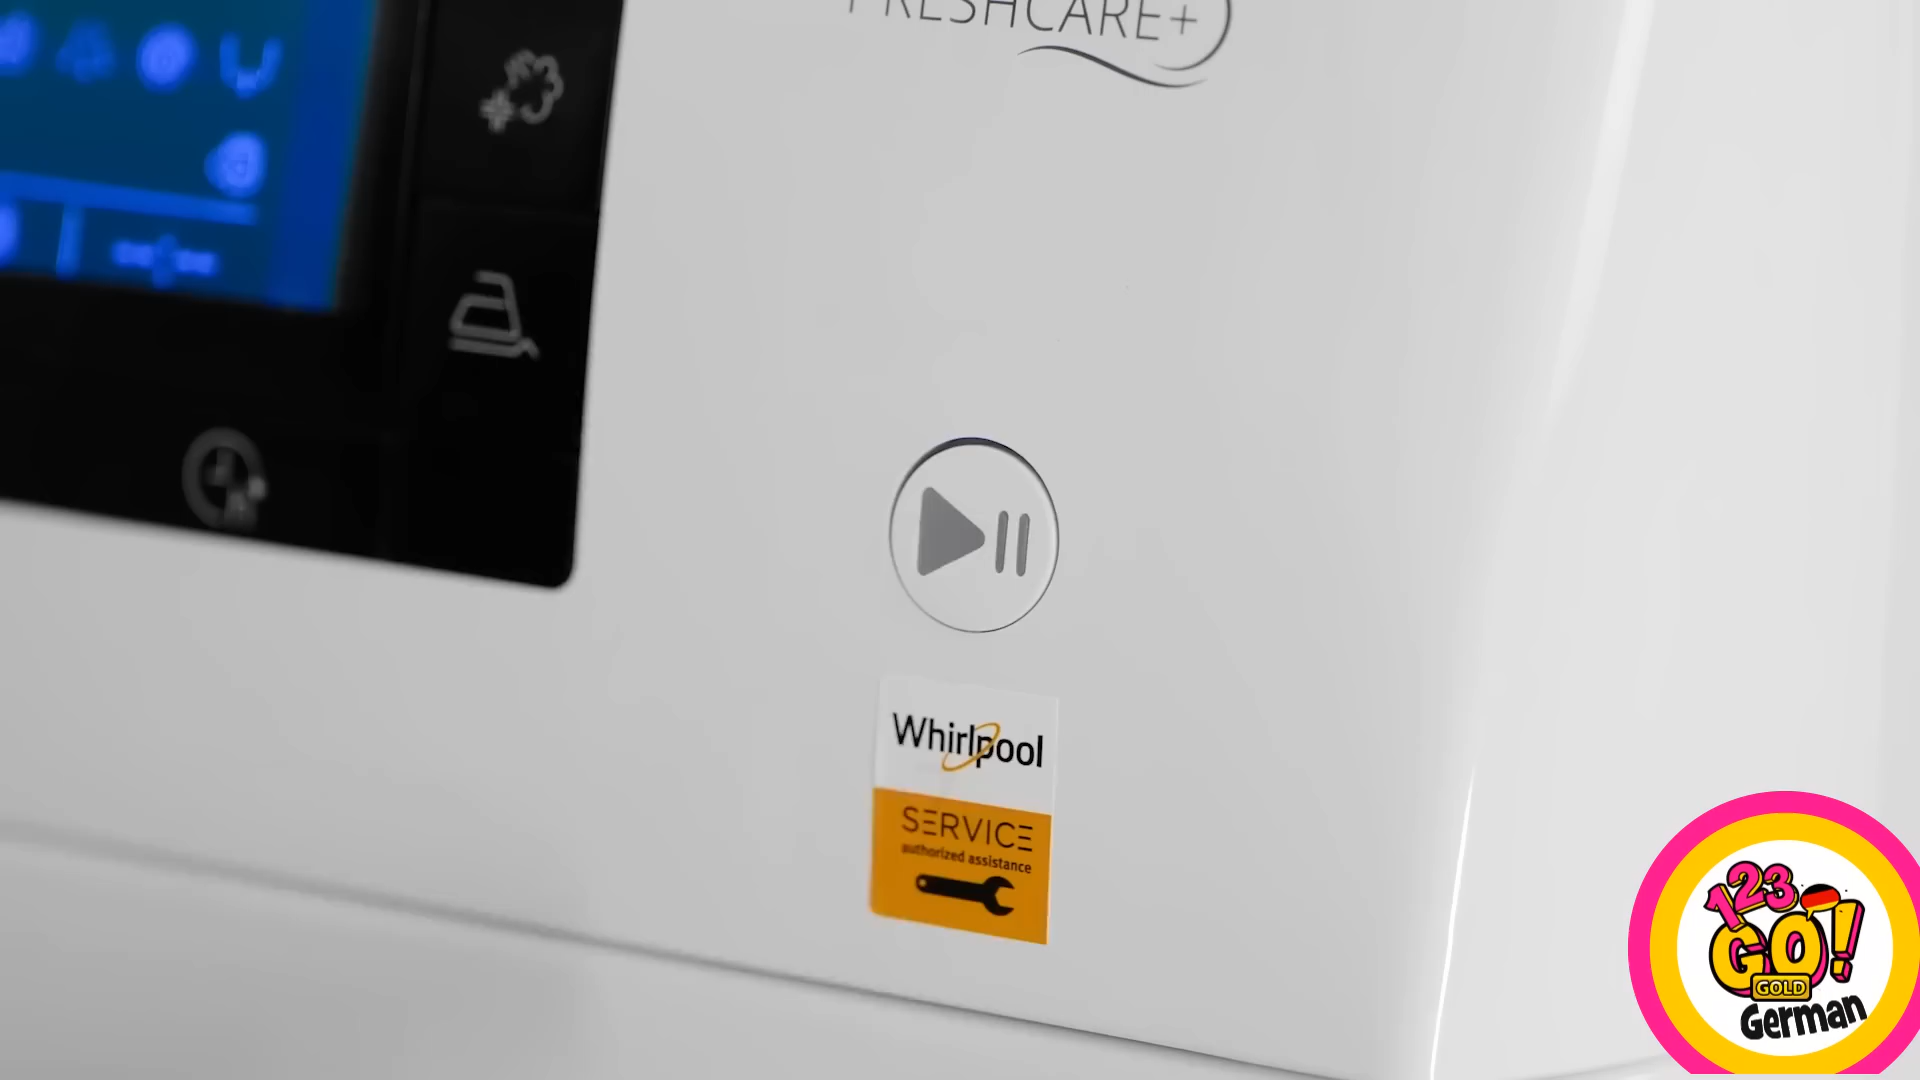 FRESHCARE+
Whirlpool
SERVICE
authorized assistance
123
GO!
GOLD
German